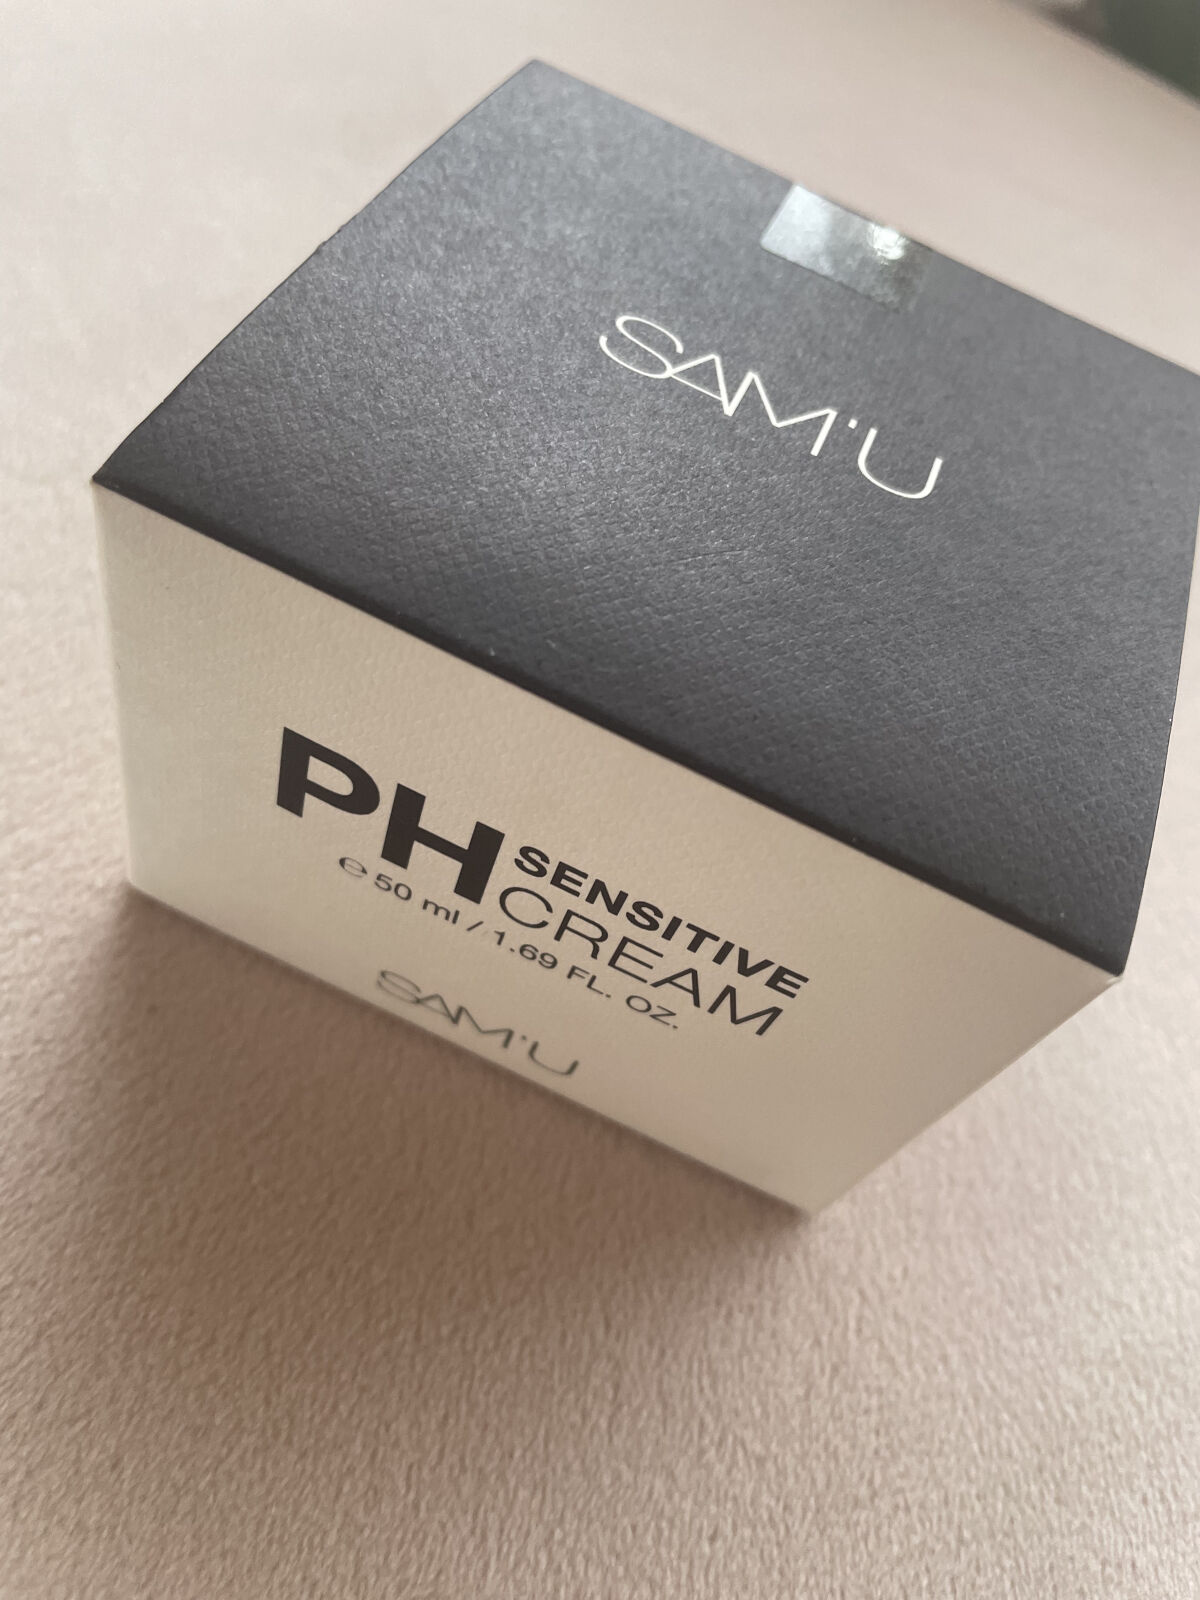 SAM'U
PH SENSITIVE
CREAM
℮ 50 ml / 1.69 FL. OZ.
SAM'U